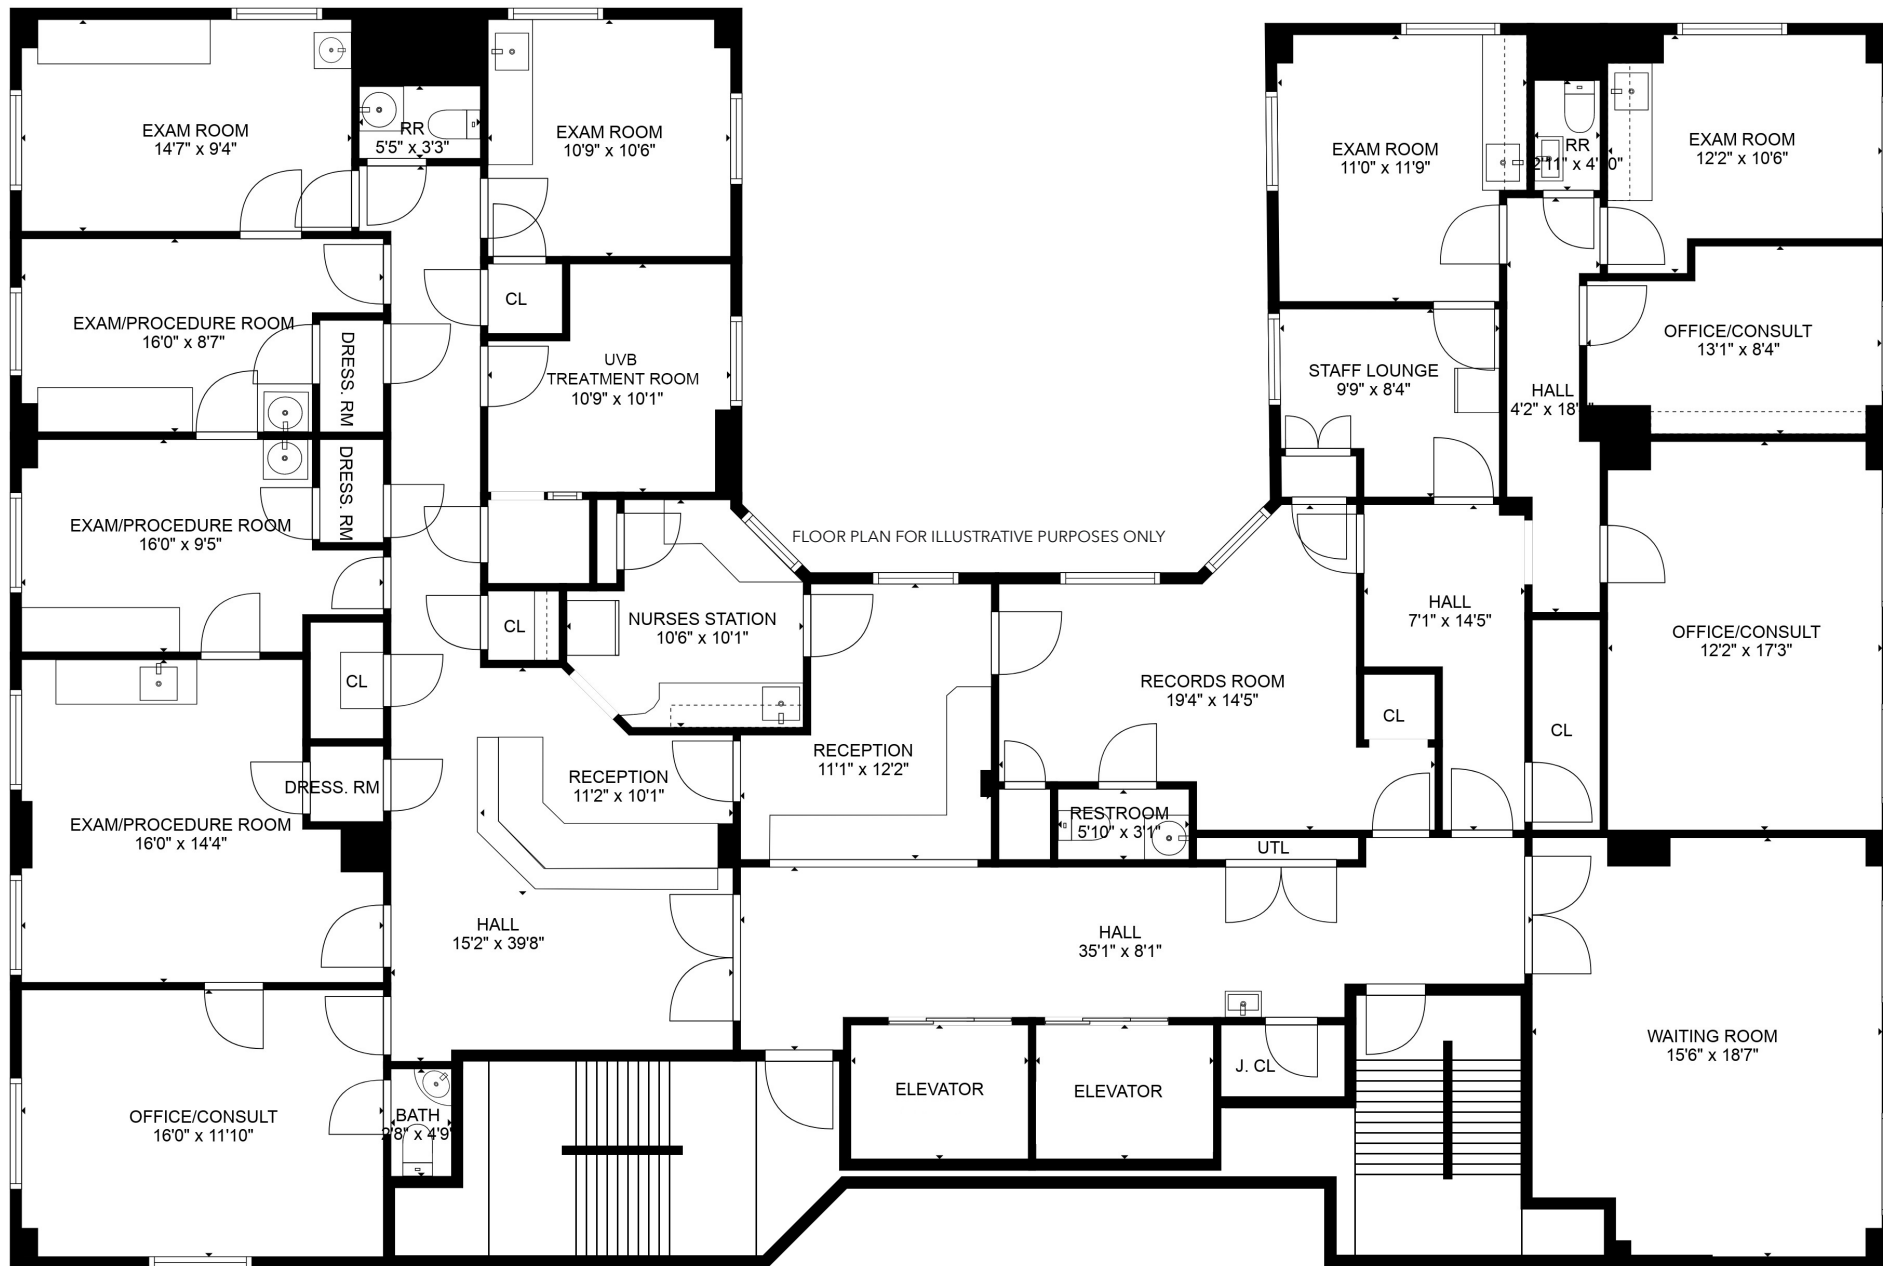 EXAM ROOM
14'7" x 9'4"
RR
5'5" x 3'3"
EXAM ROOM
10'9" x 10'6"
EXAM ROOM
11'0" x 11'9"
RR
EXAM ROOM
12'2" x 10'6"
EXAM/PROCEDURE ROOM
16'0" x 8'7"
DRESS. RM
CL
UVB
TREATMENT ROOM
10'9" x 10'1"
STAFF LOUNGE
9'9" x 8'4"
HALL
4'2" x
OFFICE/CONSULT
13'1" x 8'4"
EXAM/PROCEDURE ROOM
16'0" x 9'5"
DRESS. RM
FLOOR PLAN FOR ILLUSTRATIVE PURPOSES ONLY
CL
NURSES STATION
10'6" x 10'1"
HALL
7'1" x 14'5"
OFFICE/CONSULT
12'2" x 17'3"
CL
RECORDS ROOM
19'4" x 14'5"
CL
CL
RECEPTION
11'1" x 12'2"
RECEPTION
11'2" x 10'1"
DRESS. RM
EXAM/PROCEDURE ROOM
16'0" x 14'4"
RESTROOM
5'10" x 3'1"
UTL
HALL
15'2" x 39'8"
HALL
35'1" x 8'1"
WAITING ROOM
15'6" x 18'7"
ELEVATOR
ELEVATOR
J. CL
OFFICE/CONSULT
16'0" x 11'10"
BATH
2'8" x 4'9"